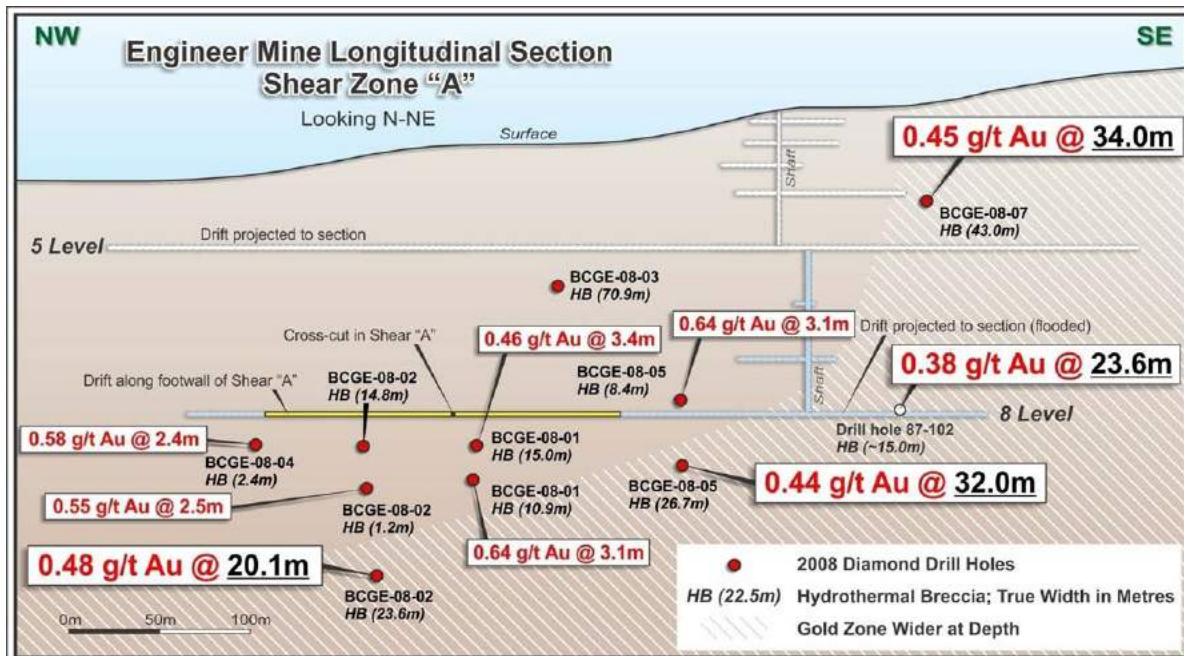 NW
SE
Engineer Mine Longitudinal Section
Shear Zone “A”
Looking N-NE
Surface
Shaft
0.45 g/t Au @ 34.0m
BCGE-08-07
HB (43.0m)
5 Level
Drift projected to section
BCGE-08-03
HB (70.9m)
Cross-cut in Shear “A”
0.46 g/t Au @ 3.4m
0.64 g/t Au @ 3.1m
Drift projected to section (flooded)
0.38 g/t Au @ 23.6m
Drift along footwall of Shear “A”
BCGE-08-02
HB (14.8m)
BCGE-08-05
HB (8.4m)
Shaft
8 Level
Drill hole 87-102
HB (~15.0m)
0.58 g/t Au @ 2.4m
BCGE-08-04
HB (2.4m)
BCGE-08-01
HB (15.0m)
0.55 g/t Au @ 2.5m
BCGE-08-02
HB (1.2m)
BCGE-08-01
HB (10.9m)
BCGE-08-05
HB (26.7m)
0.44 g/t Au @ 32.0m
0.64 g/t Au @ 3.1m
0.48 g/t Au @ 20.1m
BCGE-08-02
HB (23.6m)
0m 50m 100m
2008 Diamond Drill Holes
HB (22.5m) Hydrothermal Breccia; True Width in Metres
Gold Zone Wider at Depth